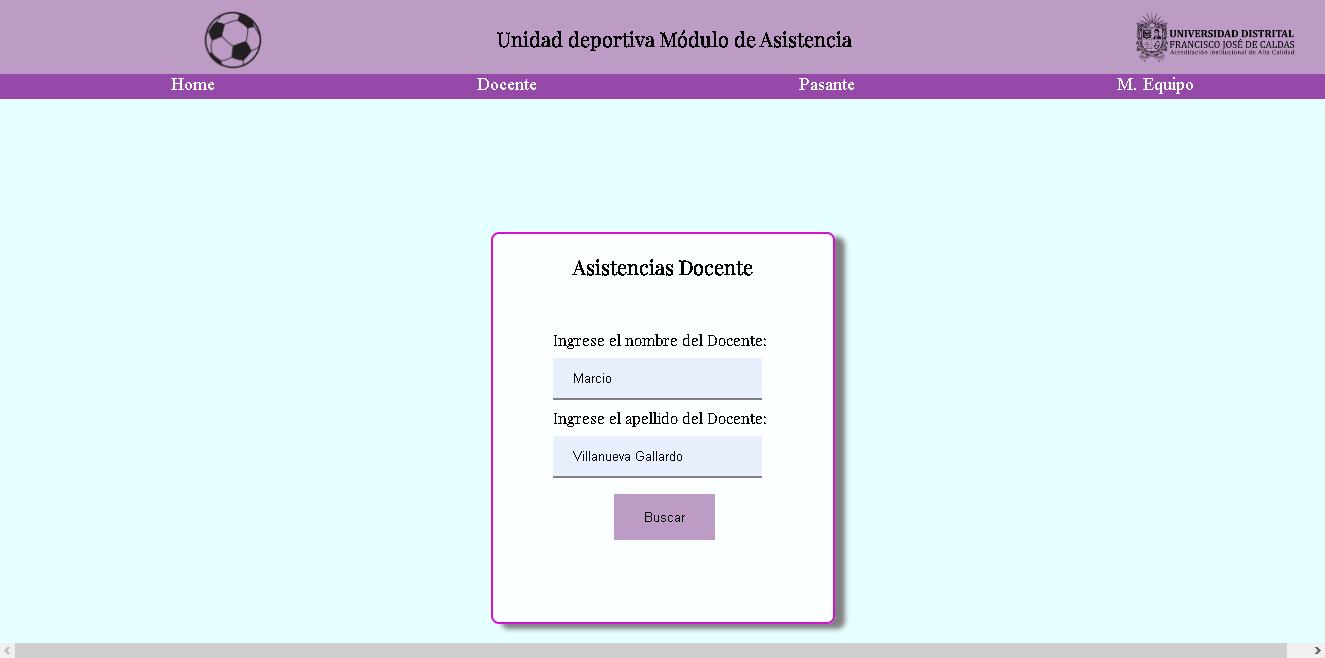 Unidad deportiva Módulo de Asistencia
UNIVERSIDAD DISTRITAL
FRANCISCO JOSÉ DE CALDAS
Acreditación Institucional de Alta Calidad
Home
Docente
Pasante
M. Equipo
Asistencias Docente
Ingrese el nombre del Docente:
Marcio
Ingrese el apellido del Docente:
Villanueva Gallardo
Buscar